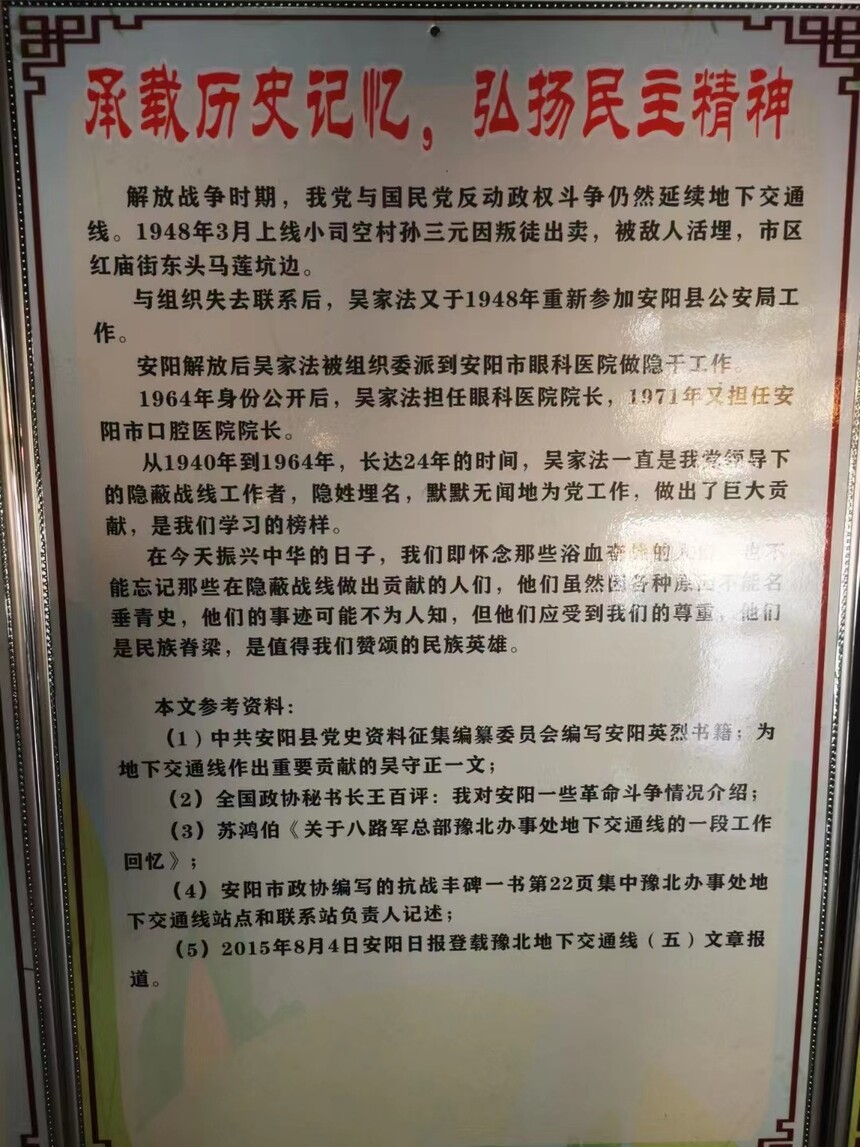 承载历史记忆，弘扬民主精神
解放战争时期，我党与国民党反动政权斗争仍然延续地下交通
线。1948年3月上线小司空村孙三元因叛徒出卖，被敌人活埋，市区
红庙街东头马莲坑边。
与组织失去联系后，吴家法又于1948年重新参加安阳县公安局工
作。
安阳解放后吴家法被组织委派到安阳市眼科医院做隐干工作。
1964年身份公开后，吴家法担任眼科医院院长，1971年又担任安
阳市口腔医院院长。
从1940年到1964年，长达24年的时间，吴家法一直是我党领导下
的隐蔽战线工作者，隐姓埋名，默默无闻地为党工作，做出了巨大贡
献，是我们学习的榜样。
在今天振兴中华的日子，我们即怀念那些浴血奋战的 也不
能忘记那些在隐蔽战线做出贡献的人们，他们虽然因各种原因不能名
垂青史，他们的事迹可能不为人知，但他们应受到我们的尊重，他们
是民族脊梁，是值得我们赞颂的民族英雄。
本文参考资料：
（1）中共安阳县党史资料征集编纂委员会编写安阳英烈书籍；为
地下交通线作出重要贡献的吴守正一文；
（2）全国政协秘书长王百评：我对安阳一些革命斗争情况介绍；
（3）苏鸿伯《关于八路军总部豫北办事处地下交通线的一段工作
回忆》；
（4）安阳市政协编写的抗战丰碑一书第22页集中豫北办事处地
下交通线站点和联系站负责人记述；
（5）2015年8月4日安阳日报登载豫北地下交通线（五）文章报
道。